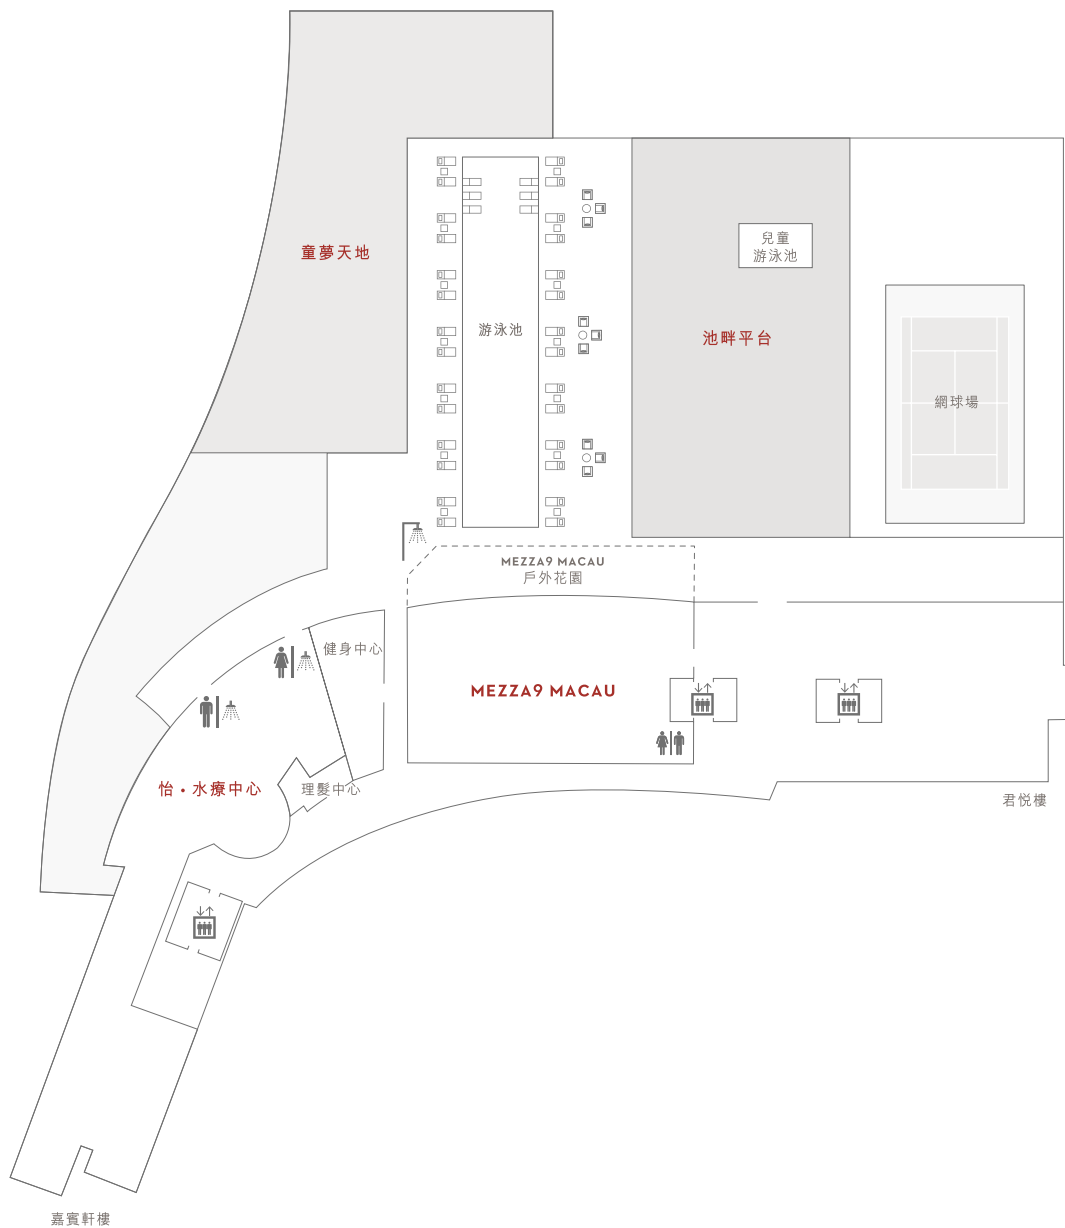 童夢天地
兒童
游泳池
游泳池
池畔平台
網球場
MEZZA9 MACAU
戶外花園
健身中心
MEZZA9 MACAU
怡・水療中心
理髮中心
君悦樓
嘉賓軒樓